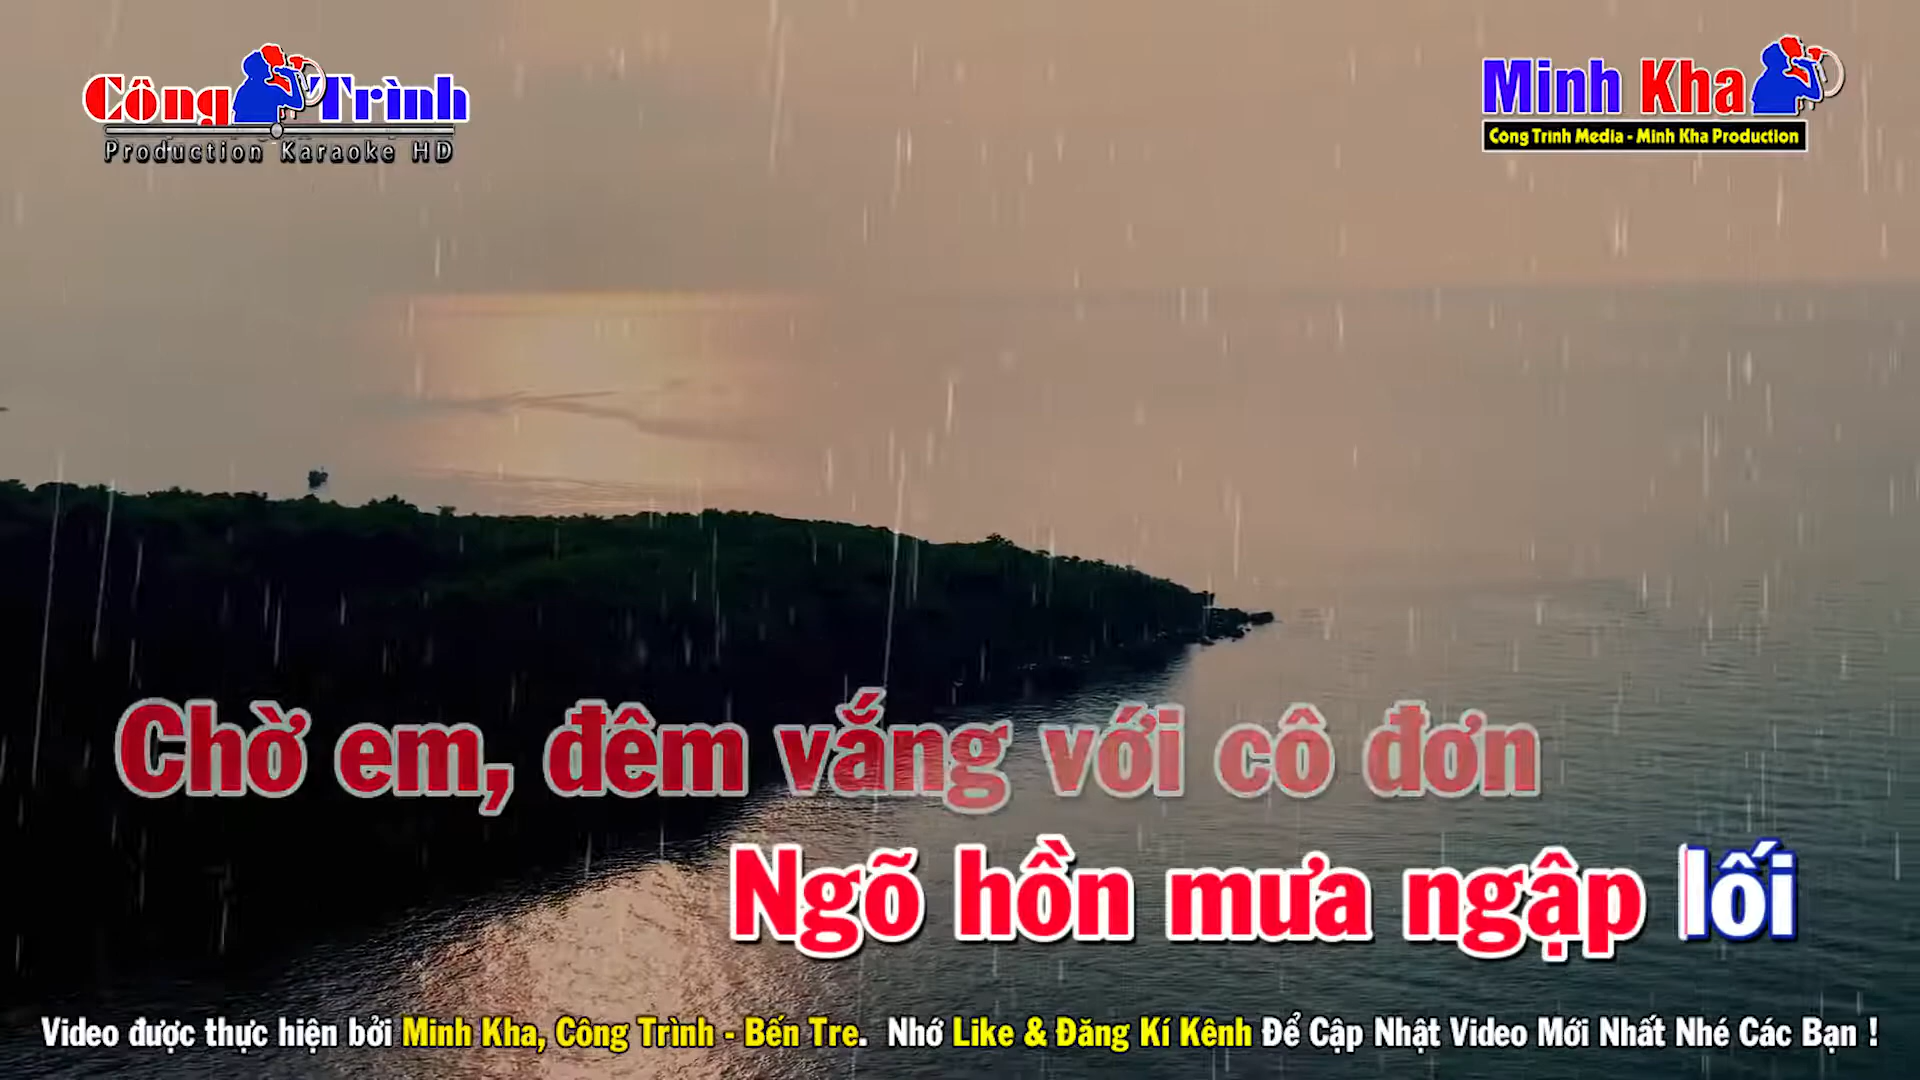 Công Trình
Production Karaoke HD
Minh Kha
Công Trình Media - Minh Kha Production
Chờ em, đêm vắng với cô đơn
Ngõ hồn mưa ngập lối
Video được thực hiện bởi Minh Kha, Công Trình - Bến Tre. Nhớ Like & Đăng Kí Kênh Để Cập Nhật Video Mới Nhất Nhé Các Bạn !